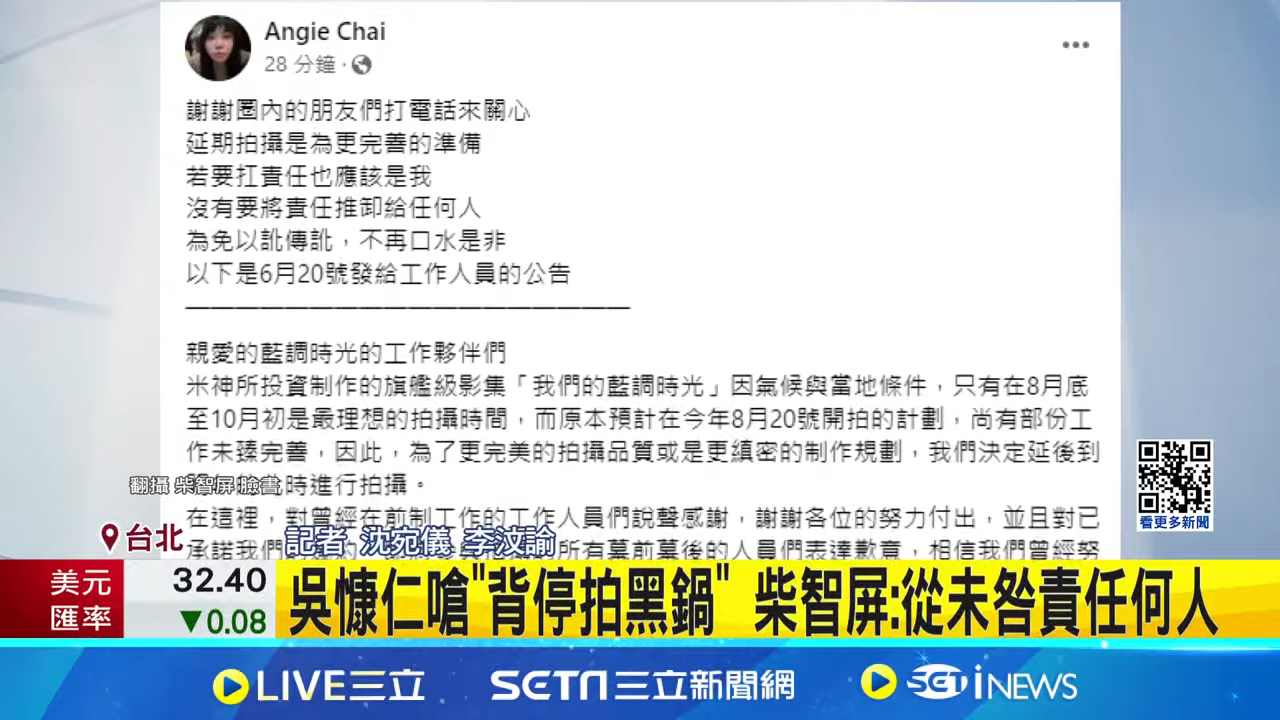 Angie Chai
28 分鐘
謝謝圈內的朋友們打電話來關心
延期拍攝是為更完善的準備
若要扛責任也應該是我
沒有要將責任推卸給任何人
為免以訛傳訛，不再口水是非
以下是6月20號發給工作人員的公告
親愛的藍調時光的工作夥伴們
米神所投資制作的旗艦級影集「我們的藍調時光」因氣候與當地條件，只有在8月底
至10月初是最理想的拍攝時間，而原本預計在今年8月20號開拍的計劃，尚有部份工
作未臻完善，因此，為了更完美的拍攝品質或是更縝密的制作規劃，我們決定延後到
時進行拍攝。
翻攝 柴智屏 臉書
在這裡，對曾經在前制工作的工作人員們說聲感謝，謝謝各位的努力付出，並且對已
承諾我們 的 所有幕前幕後的人員們表達歉意，相信我們曾經努
看更多新聞
台北
記者 沈宛儀 李汶諭
美元
匯率
32.40
▼0.08
吳慷仁嗆"背停拍黑鍋" 柴智屏:從未咎責任何人
LIVE三立
SETN三立新聞網
SETiNEWS